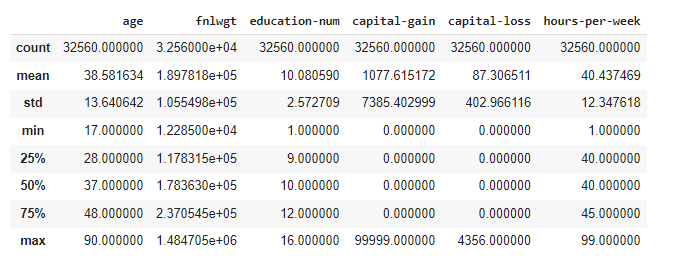 age fnlwgt education-num capital-gain capital-loss hours-per-week
count 32560.000000 3.256000e+04 32560.000000 32560.000000 32560.000000 32560.000000
mean 38.581634 1.897818e+05 10.080590 1077.615172 87.306511 40.437469
std 13.640642 1.055498e+05 2.572709 7385.402999 402.966116 12.347618
min 17.000000 1.228500e+04 1.000000 0.000000 0.000000 1.000000
25% 28.000000 1.178315e+05 9.000000 0.000000 0.000000 40.000000
50% 37.000000 1.783630e+05 10.000000 0.000000 0.000000 40.000000
75% 48.000000 2.370545e+05 12.000000 0.000000 0.000000 45.000000
max 90.000000 1.484705e+06 16.000000 99999.000000 4356.000000 99.000000